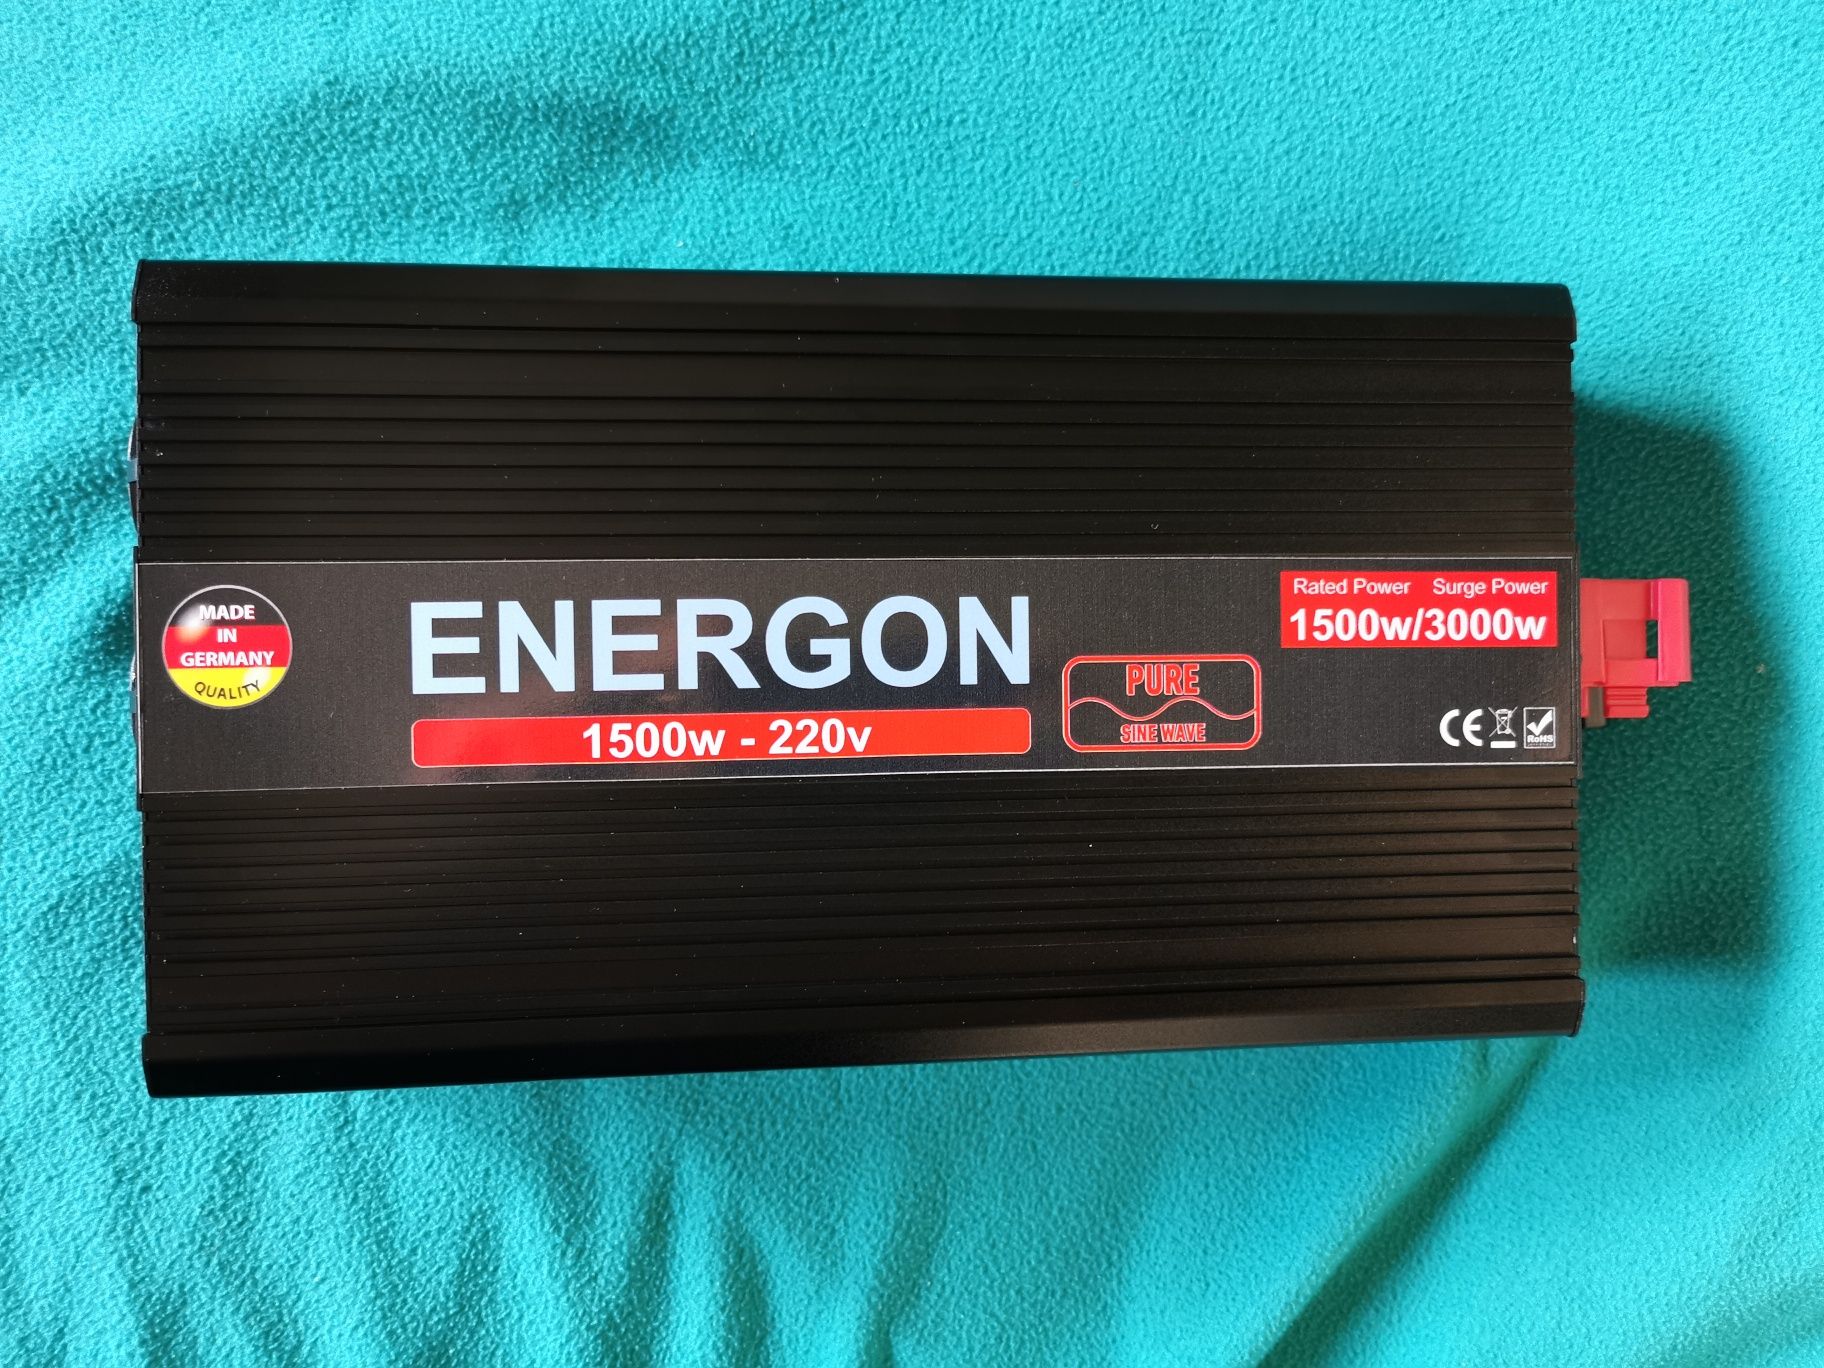 MADE
IN
GERMANY
QUALITY
ENERGON
1500w - 220v
PURE
SINE WAVE
Rated Power Surge Power
1500w/3000w
CE
RoHS